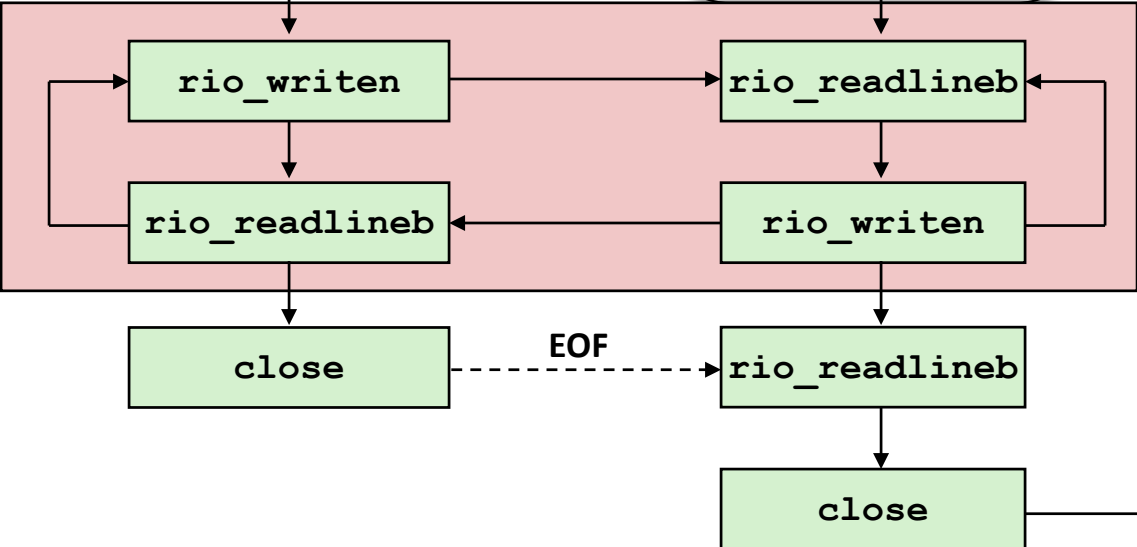 rio_writen
rio_readlineb
rio_readlineb
rio_writen
close
EOF
rio_readlineb
close